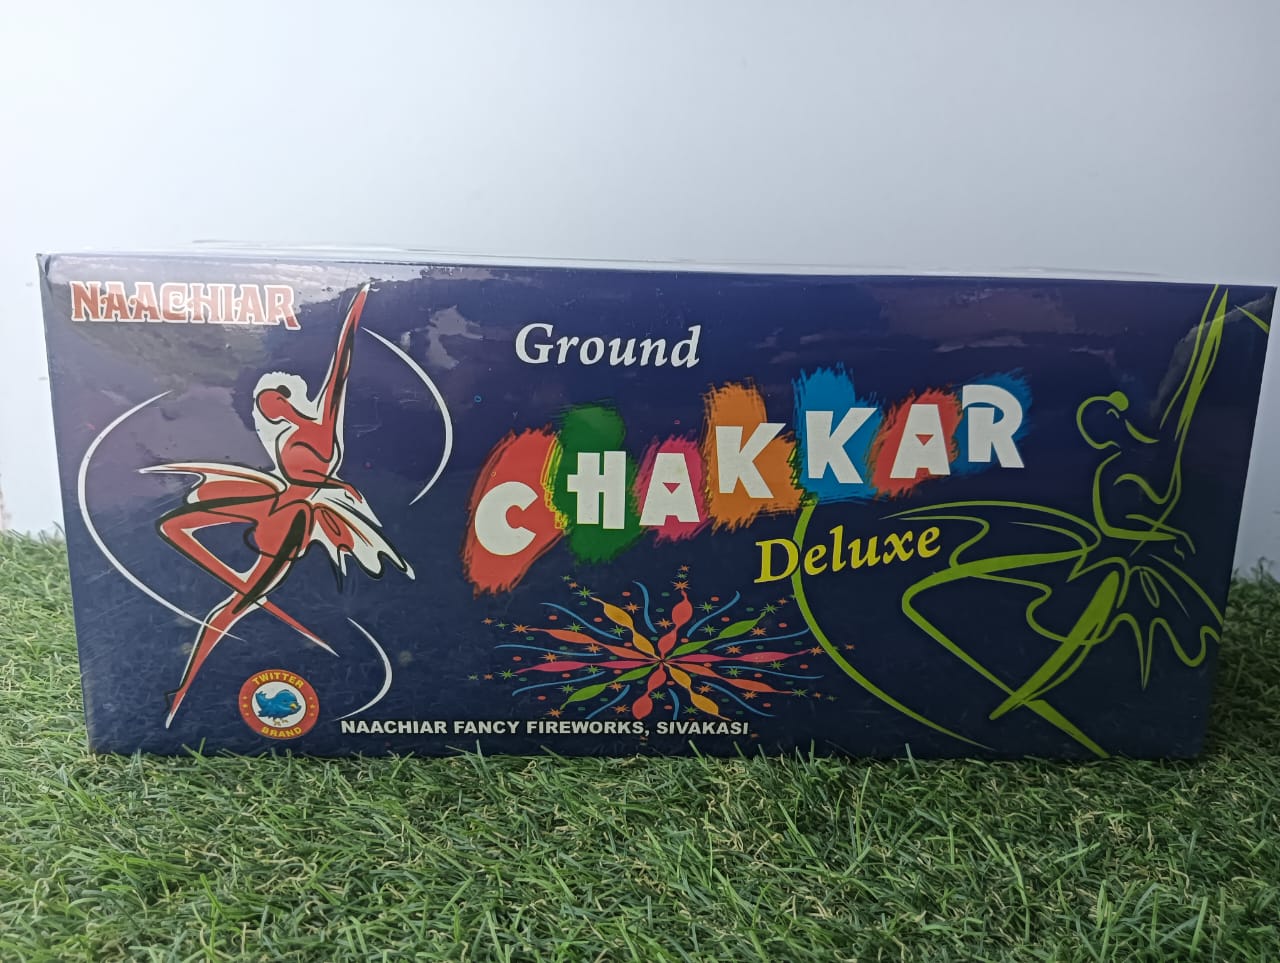 NAACHIAR
Ground
CHAKKAR
Deluxe
TWITTER
BRAND
NAACHIAR FANCY FIREWORKS, SIVAKASI